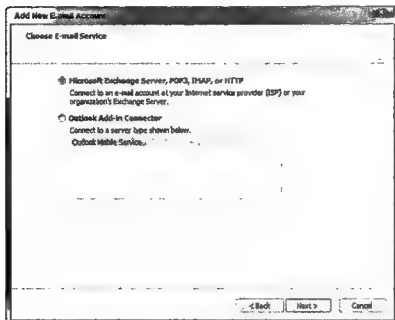 Add New E-mail Account
Choose E-mail Service
Microsoft Exchange Server, POP3, IMAP, or HTTP
Connect to an e-mail account at your Internet service provider (ISP) or your
organization's Exchange Server.
Outlook Add-in Connector
Connect to a server type shown below.
Outlook Mobile Service
< Back
Next >
Cancel